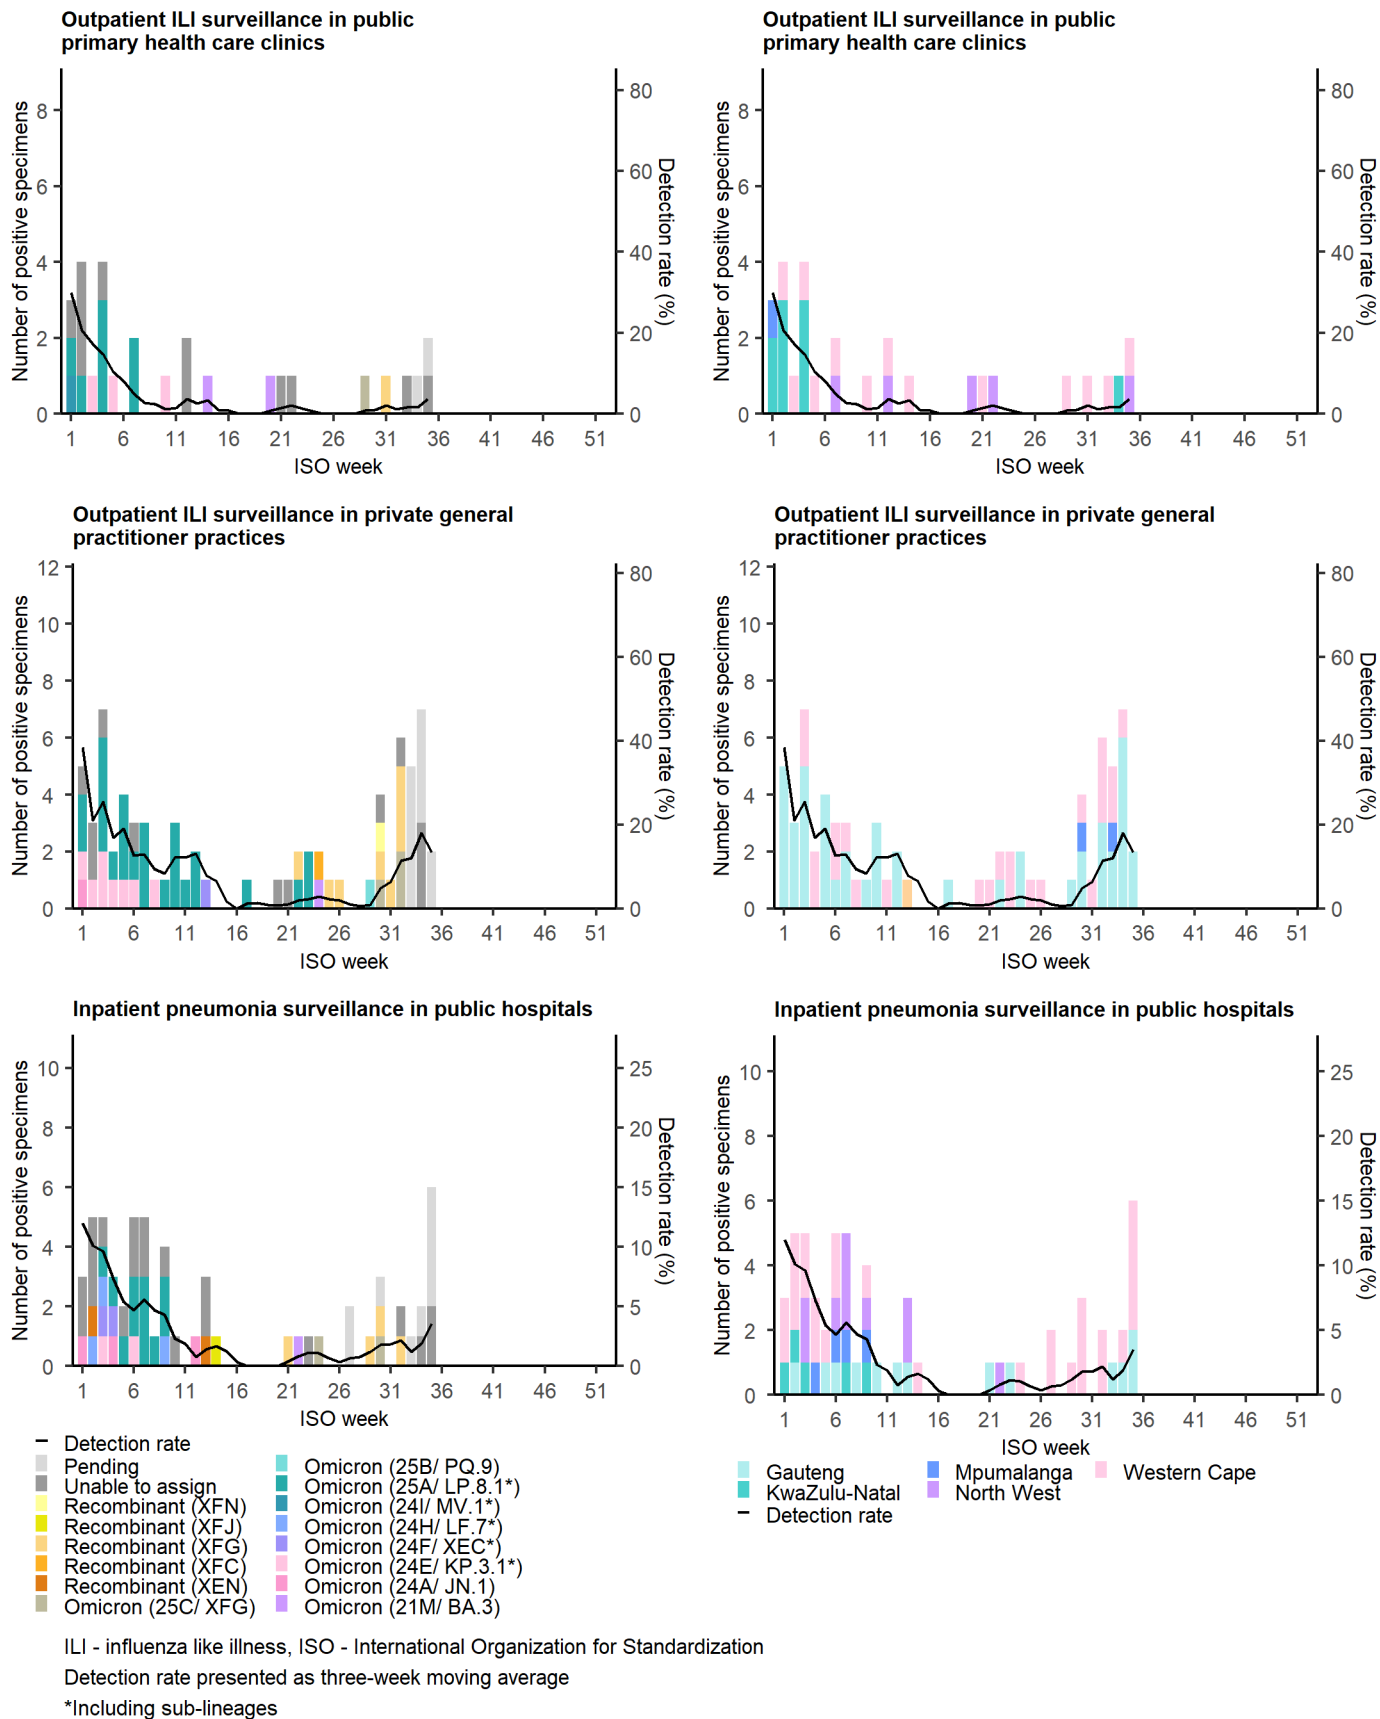 Outpatient ILI surveillance in public
primary health care clinics
Number of positive specimens
8
6
4
2
0
80
60
40
20
0
Detection rate (%)
1 6 11 16 21 26 31 36 41 46 51
ISO week
Outpatient ILI surveillance in public
primary health care clinics
Number of positive specimens
8
6
4
2
0
80
60
40
20
0
Detection rate (%)
1 6 11 16 21 26 31 36 41 46 51
ISO week
Outpatient ILI surveillance in private general
practitioner practices
Number of positive specimens
12
10
8
6
4
2
0
80
60
40
20
0
Detection rate (%)
1 6 11 16 21 26 31 36 41 46 51
ISO week
Outpatient ILI surveillance in private general
practitioner practices
Number of positive specimens
12
10
8
6
4
2
0
80
60
40
20
0
Detection rate (%)
1 6 11 16 21 26 31 36 41 46 51
ISO week
Inpatient pneumonia surveillance in public hospitals
Number of positive specimens
10
8
6
4
2
0
25
20
15
10
5
0
Detection rate (%)
1 6 11 16 21 26 31 36 41 46 51
ISO week
Inpatient pneumonia surveillance in public hospitals
Number of positive specimens
10
8
6
4
2
0
25
20
15
10
5
0
Detection rate (%)
1 6 11 16 21 26 31 36 41 46 51
ISO week
Detection rate
Pending
Unable to assign
Recombinant (XFN)
Recombinant (XFJ)
Recombinant (XFG)
Recombinant (XFC)
Recombinant (XEN)
Omicron (25C/ XFG)
Omicron (25B/ PQ.9)
Omicron (25A/ LP.8.1*)
Omicron (24I/ MV.1*)
Omicron (24H/ LF.7*)
Omicron (24F/ XEC*)
Omicron (24E/ KP.3.1*)
Omicron (24A/ JN.1)
Omicron (21M/ BA.3)
Gauteng
KwaZulu-Natal
Detection rate
Mpumalanga
North West
Western Cape
ILI - influenza like illness, ISO - International Organization for Standardization
Detection rate presented as three-week moving average
*Including sub-lineages